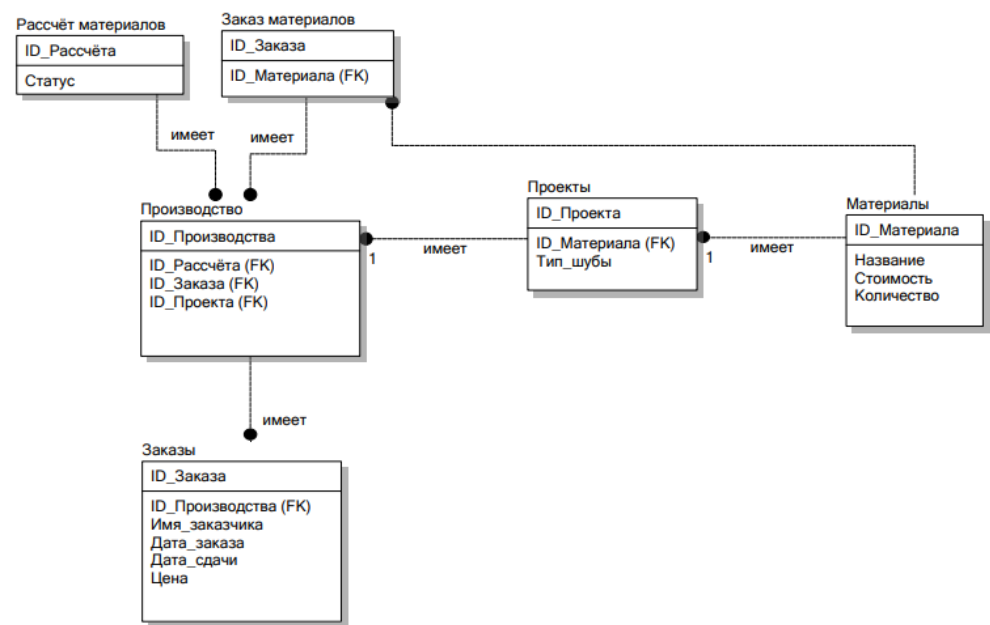 Рассчёт материалов
ID_Рассчёта
Статус
Заказ материалов
ID_Заказа
ID_Материала (FK)
имеет
имеет
Производство
ID_Производства
ID_Рассчёта (FK)
ID_Заказа (FK)
ID_Проекта (FK)
1
имеет
Проекты
ID_Проекта
ID_Материала (FK)
Тип_шубы
1
имеет
Материалы
ID_Материала
Название
Стоимость
Количество
имеет
Заказы
ID_Заказа
ID_Производства (FK)
Имя_заказчика
Дата_заказа
Дата_сдачи
Цена